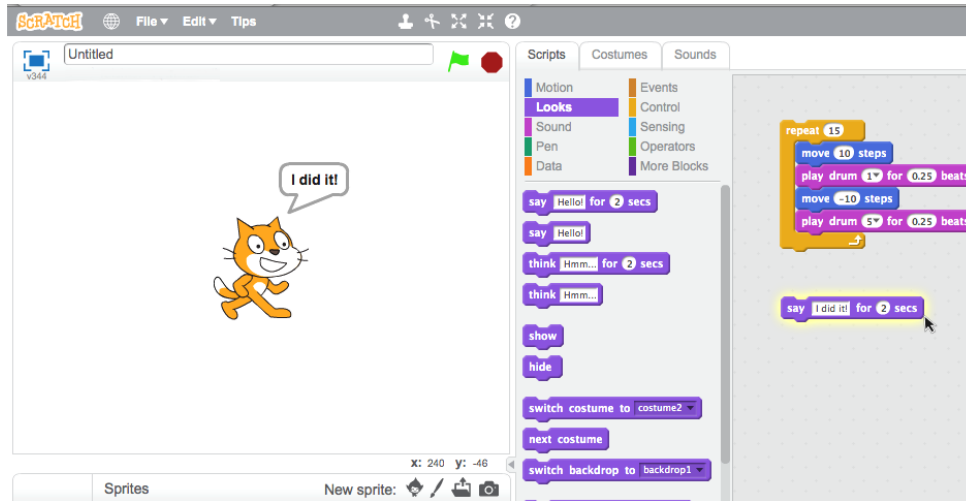 SCRATCH File Edit Tips
Untitled
v344
I did it!
X: 240 y: -46
Sprites New sprite:
Scripts Costumes Sounds
Motion Events
Looks Control
Sound Sensing
Pen Operators
Data More Blocks
say Hello! for 2 secs
say Hello!
think Hmm... for 2 secs
think Hmm...
show
hide
switch costume to costume2
next costume
switch backdrop to backdrop1
repeat 15
move 10 steps
play drum 1 for 0.25 beats
move -10 steps
play drum 5 for 0.25 beats
say I did it! for 2 secs